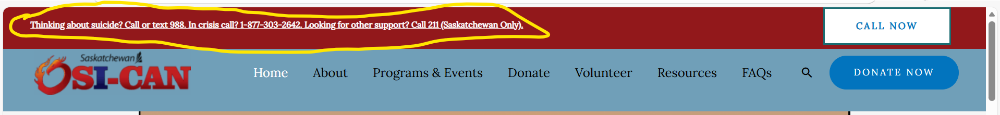 Thinking about suicide? Call or text 988. In crisis call? 1-877-303-2642. Looking for other support? Call 211 (Saskatchewan Only).
CALL NOW
Saskatchewan
OSI-CAN
Home
About
Programs & Events
Donate
Volunteer
Resources
FAQs
DONATE NOW